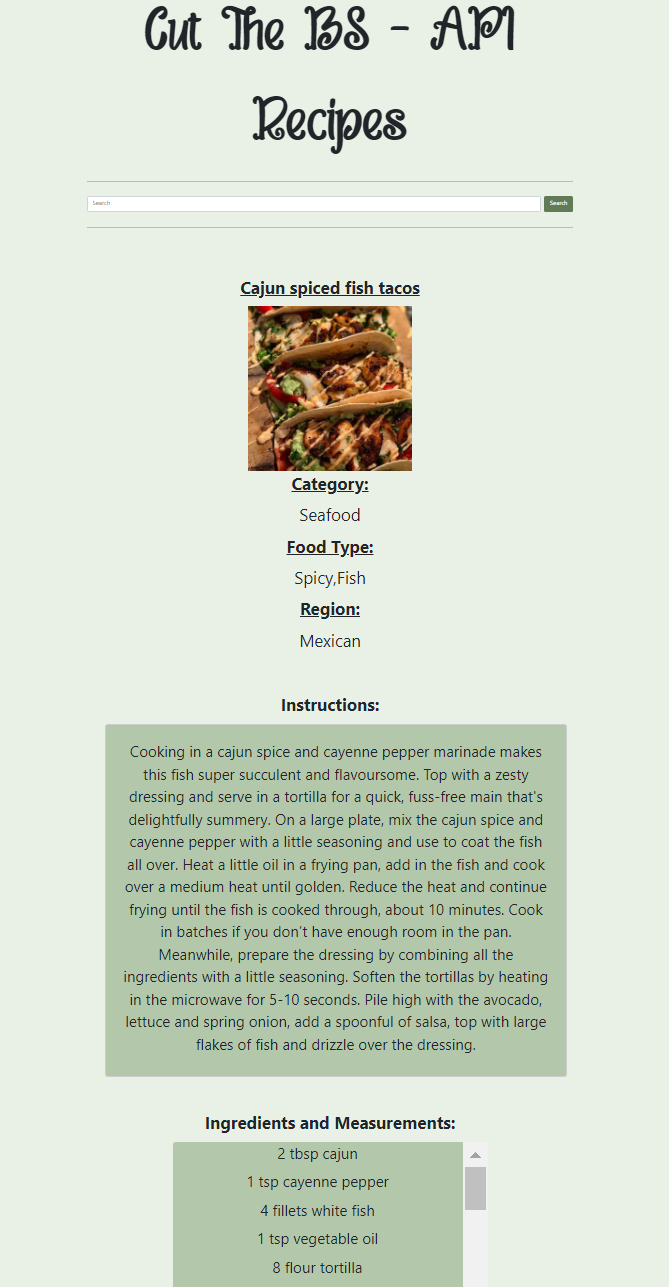 Cut The BS - API
Recipes
Search
Search
Cajun spiced fish tacos
Category:
Seafood
Food Type:
Spicy,Fish
Region:
Mexican
Instructions:
Cooking in a cajun spice and cayenne pepper marinade makes
this fish super succulent and flavoursome. Top with a zesty
dressing and serve in a tortilla for a quick, fuss-free main that's
delightfully summery. On a large plate, mix the cajun spice and
cayenne pepper with a little seasoning and use to coat the fish
all over. Heat a little oil in a frying pan, add in the fish and cook
over a medium heat until golden. Reduce the heat and continue
frying until the fish is cooked through, about 10 minutes. Cook
in batches if you don't have enough room in the pan.
Meanwhile, prepare the dressing by combining all the
ingredients with a little seasoning. Soften the tortillas by heating
in the microwave for 5-10 seconds. Pile high with the avocado,
lettuce and spring onion, add a spoonful of salsa, top with large
flakes of fish and drizzle over the dressing.
Ingredients and Measurements:
2 tbsp cajun
1 tsp cayenne pepper
4 fillets white fish
1 tsp vegetable oil
8 flour tortilla